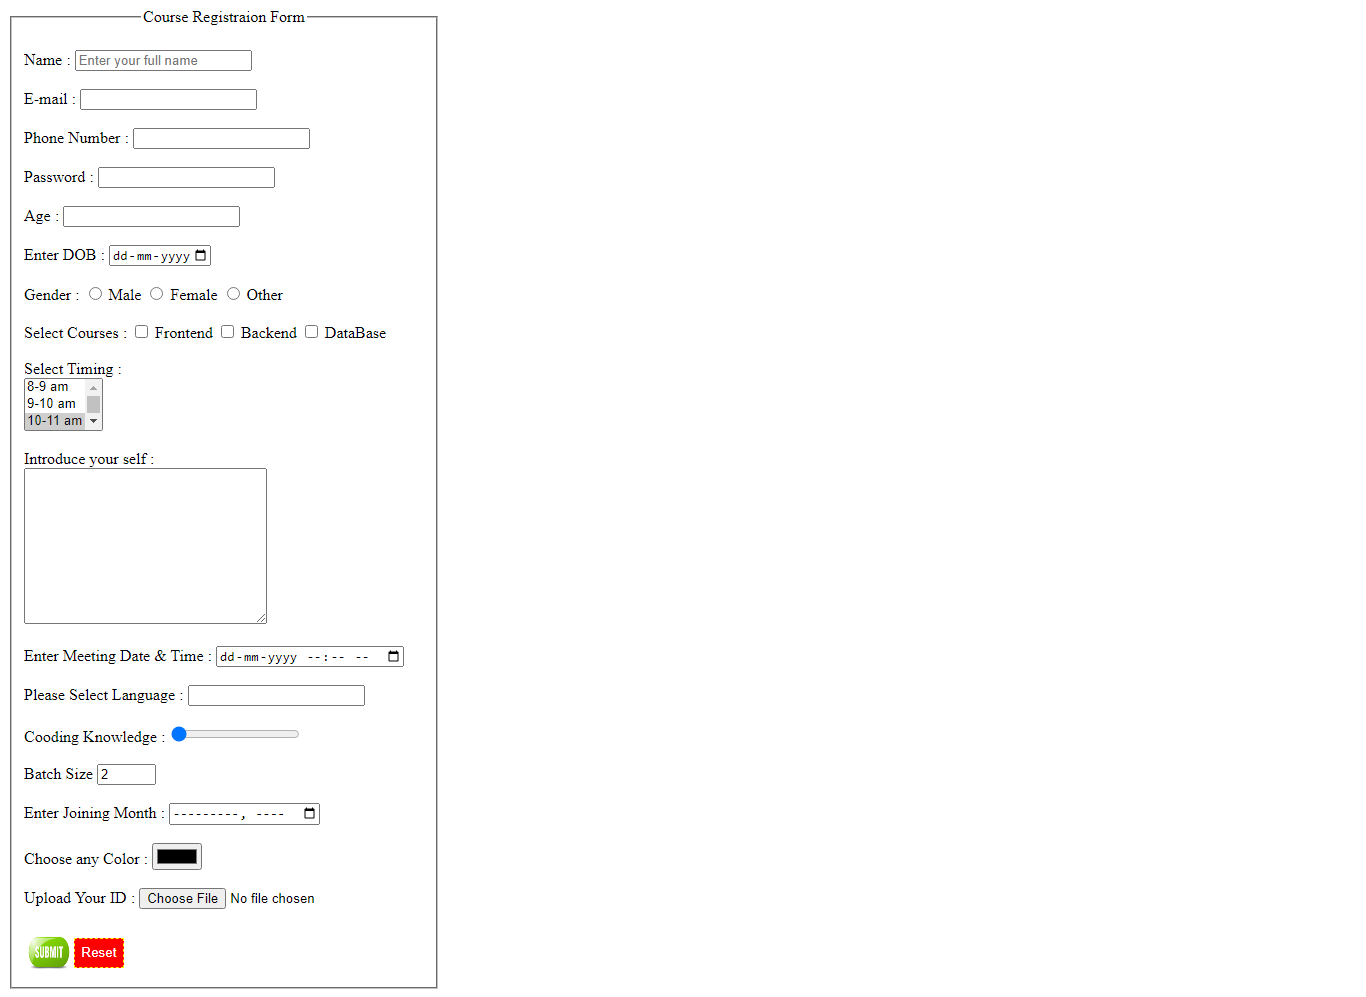 Course Registraion Form
Name : Enter your full name
E-mail :
Phone Number :
Password :
Age :
Enter DOB : dd-mm-yyyy
Gender : Male Female Other
Select Courses : Frontend Backend DataBase
Select Timing :
8-9 am
9-10 am
10-11 am
Introduce your self :
Enter Meeting Date & Time : dd-mm-yyyy --:-- --
Please Select Language :
Cooding Knowledge :
Batch Size 2
Enter Joining Month : ---------, ----
Choose any Color :
Upload Your ID : Choose File No file chosen
SUBMIT Reset